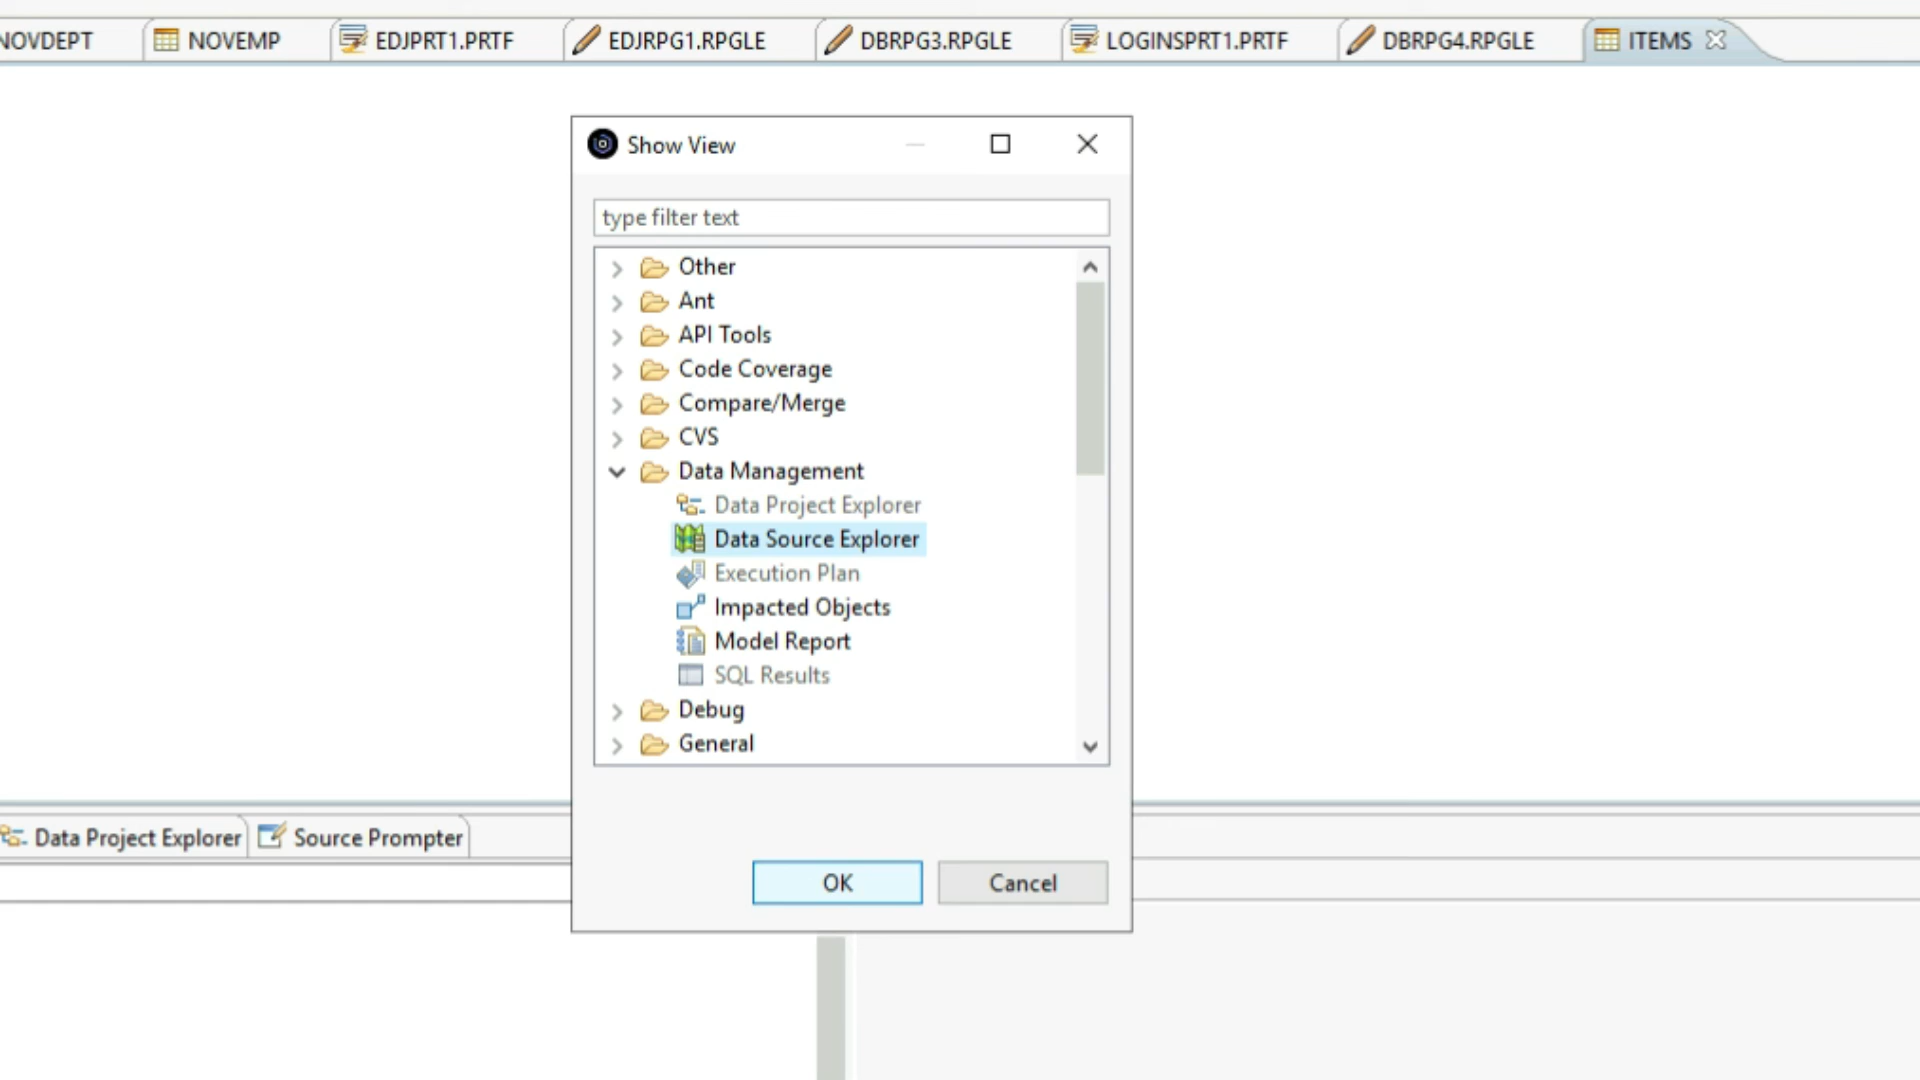 NOVDEPT NOVEMP EDJPRT1.PRTF EDJRPG1.RPGLE DBRPG3.RPGLE LOGINSPRT1.PRTF DBRPG4.RPGLE ITEMS
Show View
type filter text
Other
Ant
API Tools
Code Coverage
Compare/Merge
CVS
Data Management
Data Project Explorer
Data Source Explorer
Execution Plan
Impacted Objects
Model Report
SQL Results
Debug
General
Data Project Explorer Source Prompter
OK Cancel